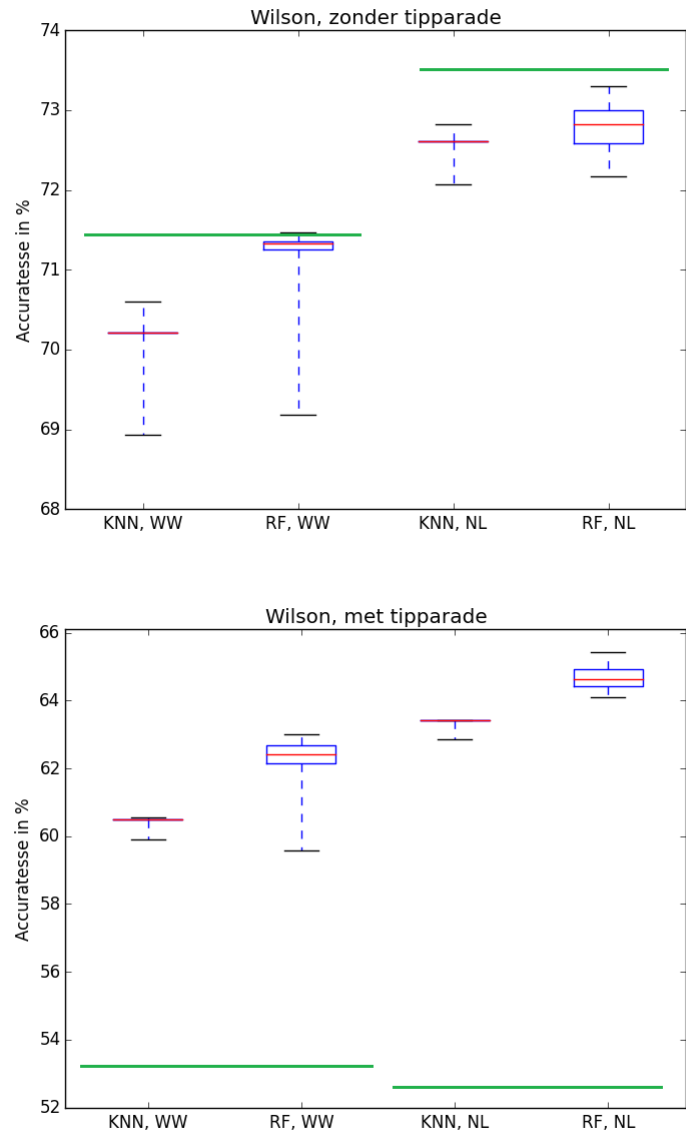 Wilson, zonder tipparade
74
73
72
71
70
69
68
Accuratesse in %
KNN, WW RF, WW KNN, NL RF, NL
Wilson, met tipparade
66
64
62
60
58
56
54
52
Accuratesse in %
KNN, WW RF, WW KNN, NL RF, NL